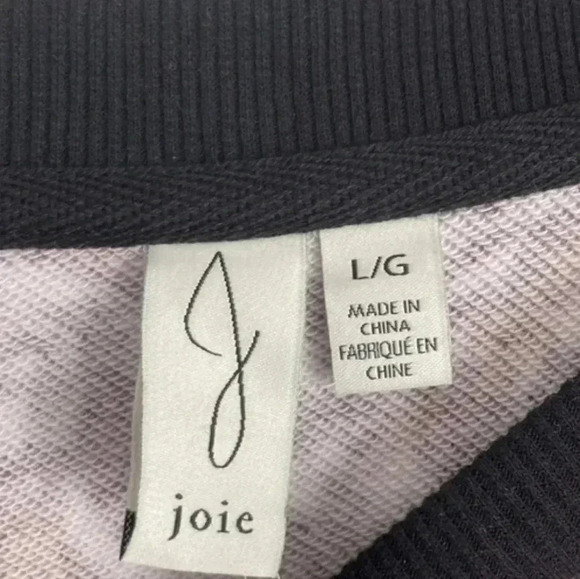 J
joie
L/G
MADE IN
CHINA
FABRIQUÉ EN
CHINE